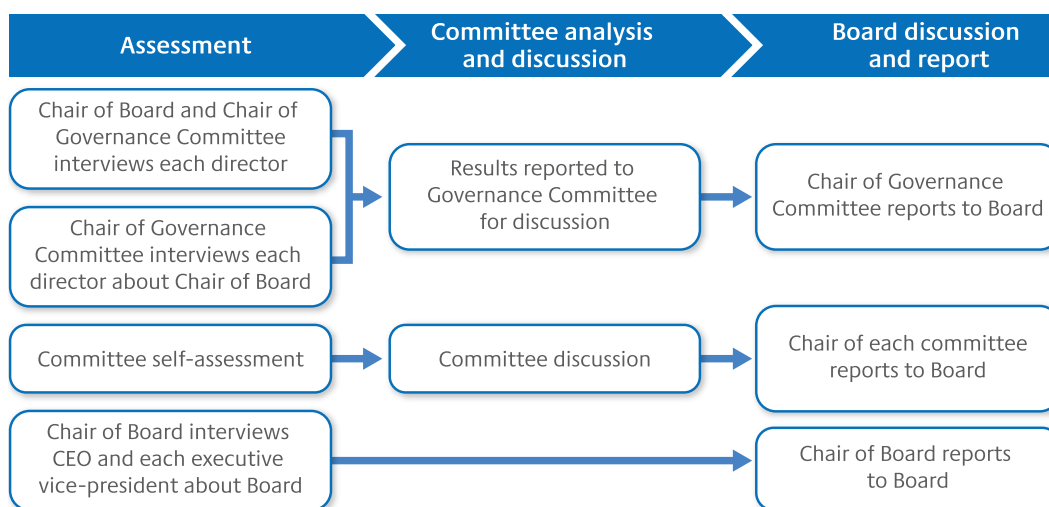 Assessment
Committee analysis
and discussion
Board discussion
and report
Chair of Board and Chair of
Governance Committee
interviews each director
Chair of Governance
Committee interviews each
director about Chair of Board
Results reported to
Governance Committee
for discussion
Chair of Governance
Committee reports to Board
Committee self-assessment
Committee discussion
Chair of each committee
reports to Board
Chair of Board interviews
CEO and each executive
vice-president about Board
Chair of Board reports
to Board